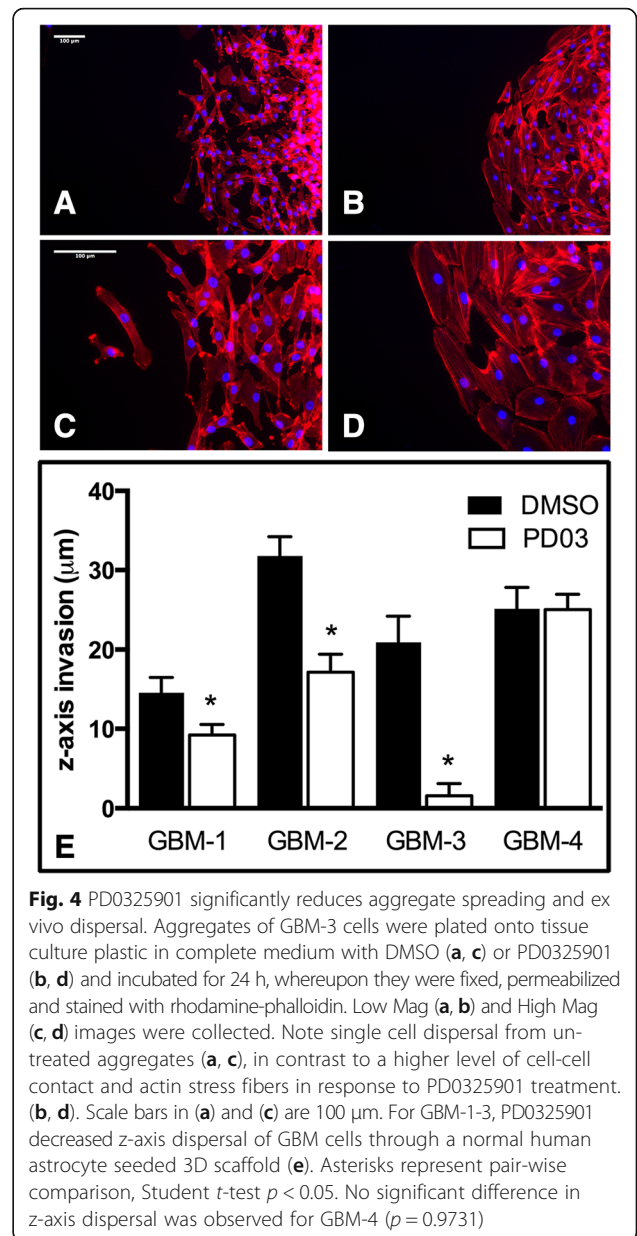 100 µm
A
B
100 µm
C
D
z-axis invasion (µm)
40
30
20
10
0
DMSO
PD03
*
*
*
GBM-1 GBM-2 GBM-3 GBM-4
E
Fig. 4 PD0325901 significantly reduces aggregate spreading and ex
vivo dispersal. Aggregates of GBM-3 cells were plated onto tissue
culture plastic in complete medium with DMSO (a, c) or PD0325901
(b, d) and incubated for 24 h, whereupon they were fixed, permeabilized
and stained with rhodamine-phalloidin. Low Mag (a, b) and High Mag
(c, d) images were collected. Note single cell dispersal from un-
treated aggregates (a, c), in contrast to a higher level of cell-cell
contact and actin stress fibers in response to PD0325901 treatment.
(b, d). Scale bars in (a) and (c) are 100 µm. For GBM-1-3, PD0325901
decreased z-axis dispersal of GBM cells through a normal human
astrocyte seeded 3D scaffold (e). Asterisks represent pair-wise
comparison, Student t-test p < 0.05. No significant difference in
z-axis dispersal was observed for GBM-4 (p = 0.9731)